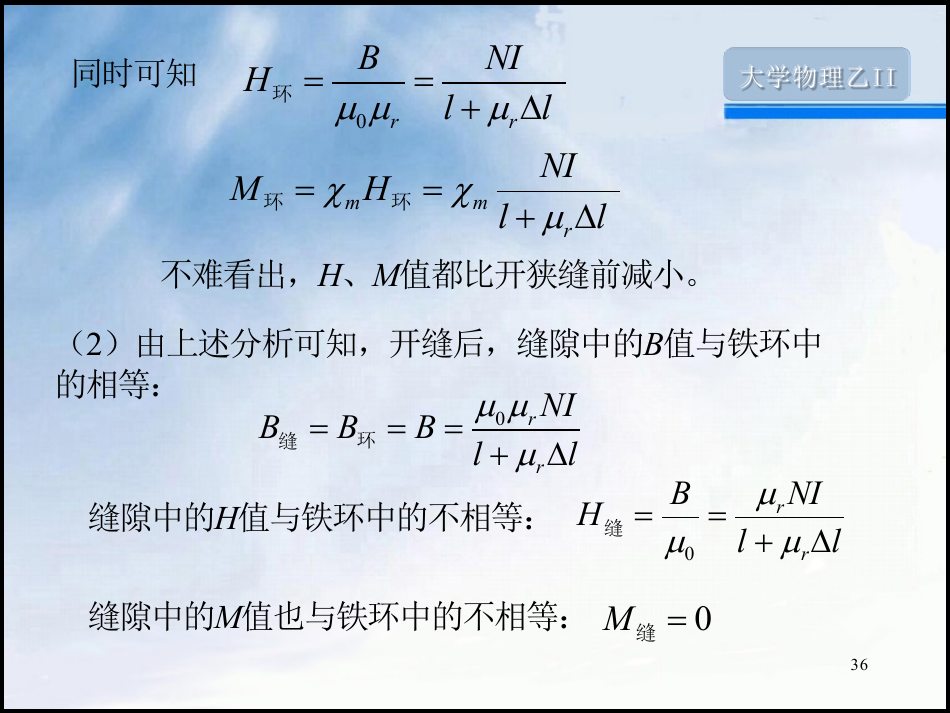 大学物理乙II
同时可知 H环 = B/(μ₀μᵣ) = NI/(l + μᵣΔl)
M环 = χₘH环 = χₘ NI/(l + μᵣΔl)
不难看出，H、M值都比开狭缝前减小。
（2）由上述分析可知，开缝后，缝隙中的B值与铁环中
的相等：
B缝 = B环 = B = μ₀μᵣNI/(l + μᵣΔl)
缝隙中的H值与铁环中的不相等： H缝 = B/μ₀ = μᵣNI/(l + μᵣΔl)
缝隙中的M值也与铁环中的不相等： M缝 = 0
36